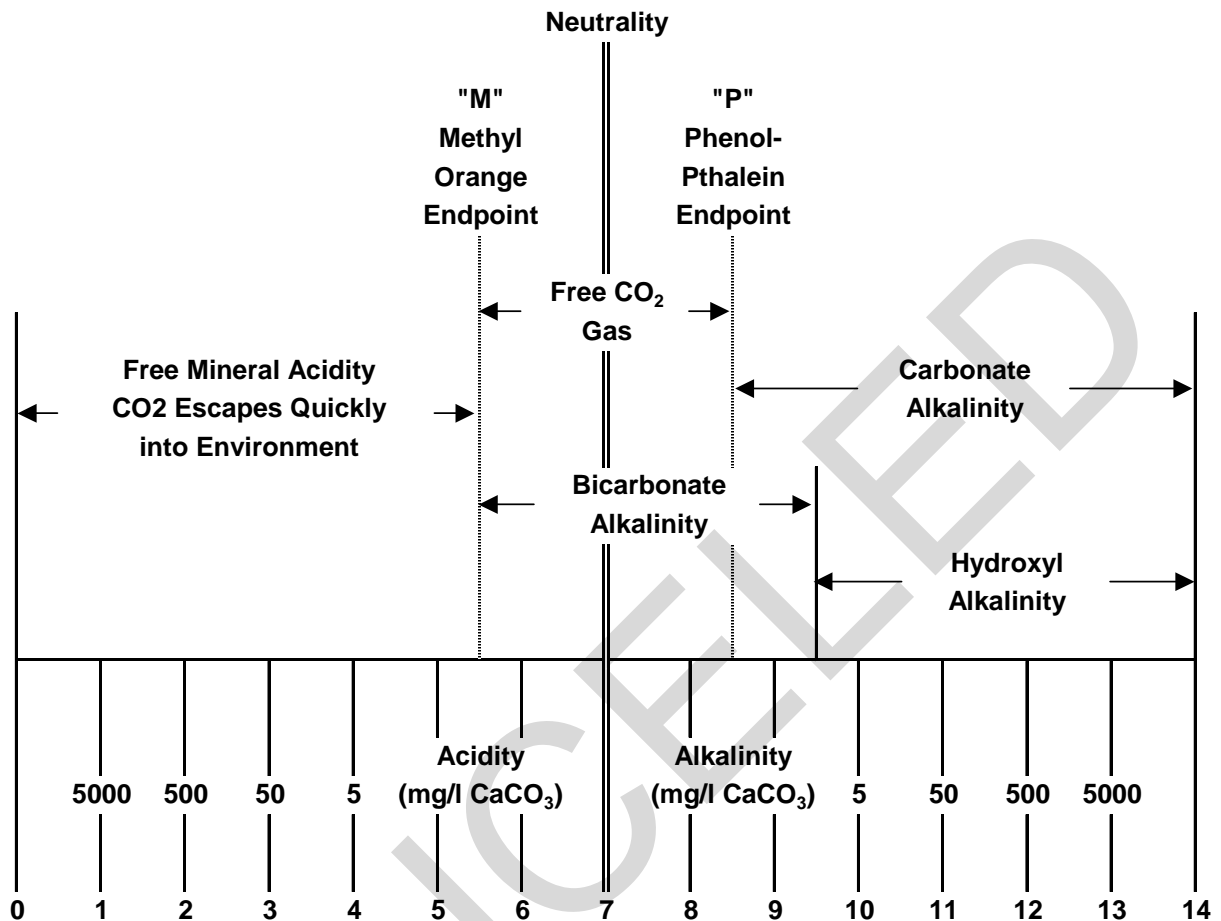 Neutrality
"M"
Methyl
Orange
Endpoint
"P"
Phenol-
Pthalein
Endpoint
Free CO₂
Gas
Free Mineral Acidity
CO2 Escapes Quickly
into Environment
Carbonate
Alkalinity
Bicarbonate
Alkalinity
Hydroxyl
Alkalinity
Acidity
(mg/l CaCO₃)
Alkalinity
(mg/l CaCO₃)
5000 500 50 5
5 50 500 5000
0 1 2 3 4 5 6 7 8 9 10 11 12 13 14